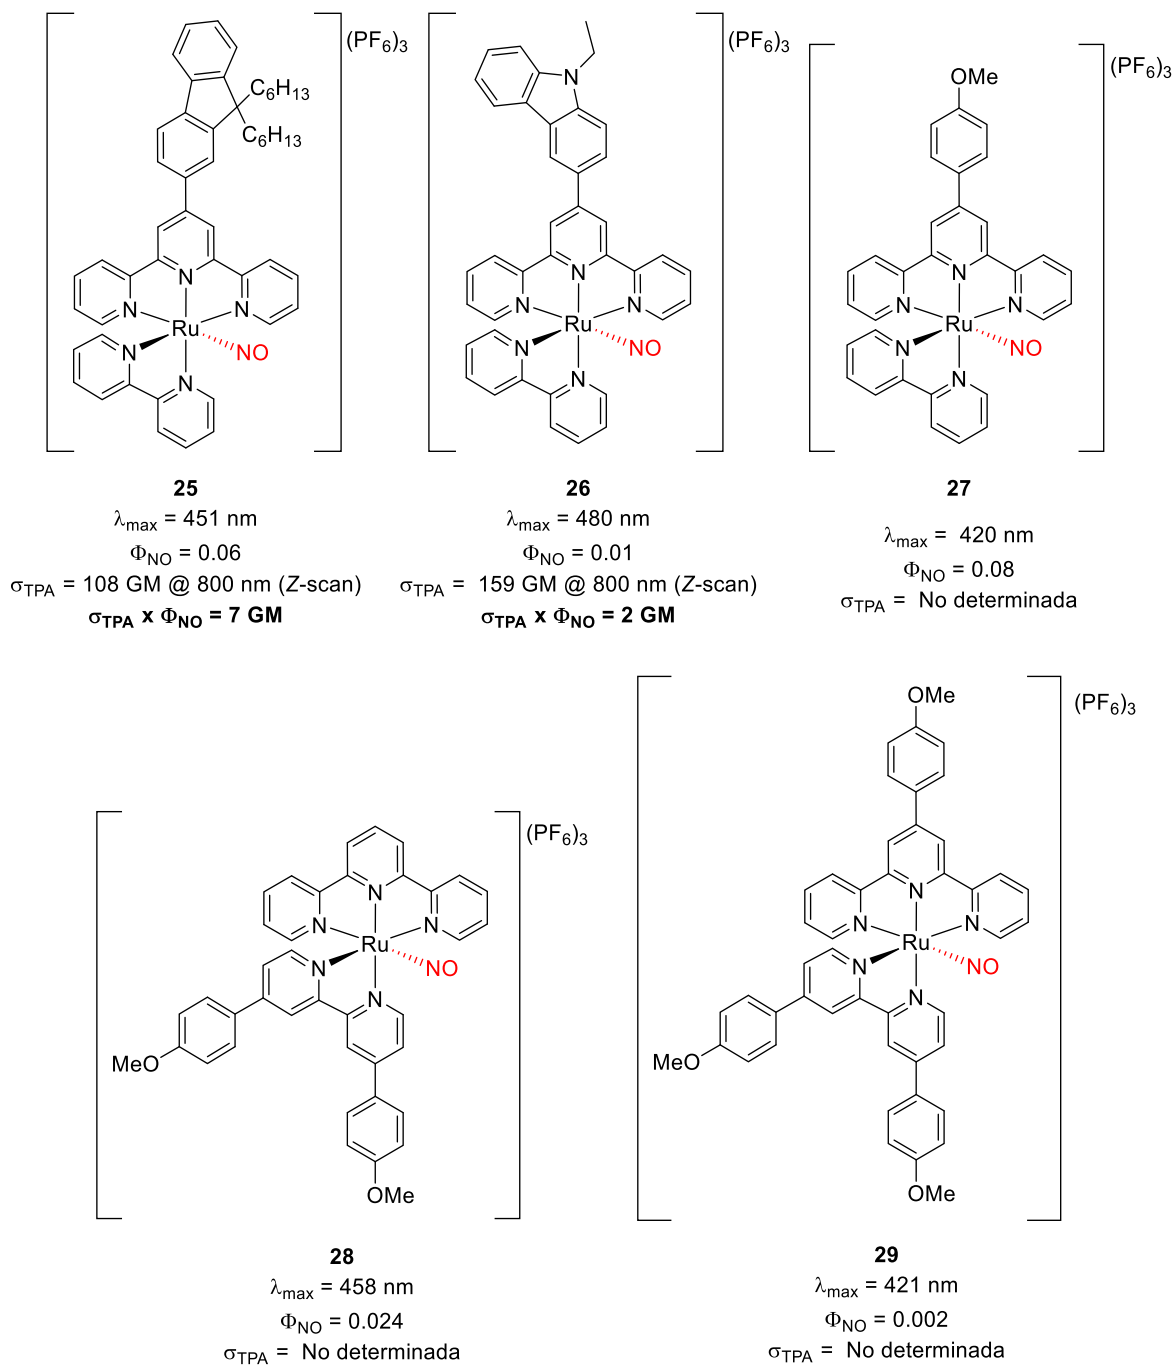 (PF6)3
C6H13
C6H13
N
N
N
Ru
NO
N
N
25
λmax = 451 nm
ΦNO = 0.06
σTPA = 108 GM @ 800 nm (Z-scan)
σTPA x ΦNO = 7 GM
(PF6)3
N
N
N
N
Ru
NO
N
N
26
λmax = 480 nm
ΦNO = 0.01
σTPA = 159 GM @ 800 nm (Z-scan)
σTPA x ΦNO = 2 GM
(PF6)3
OMe
N
N
N
Ru
NO
N
N
27
λmax = 420 nm
ΦNO = 0.08
σTPA = No determinada
(PF6)3
N
N
N
Ru
NO
N
N
MeO
OMe
28
λmax = 458 nm
ΦNO = 0.024
σTPA = No determinada
(PF6)3
OMe
N
N
N
Ru
NO
N
N
MeO
OMe
29
λmax = 421 nm
ΦNO = 0.002
σTPA = No determinada